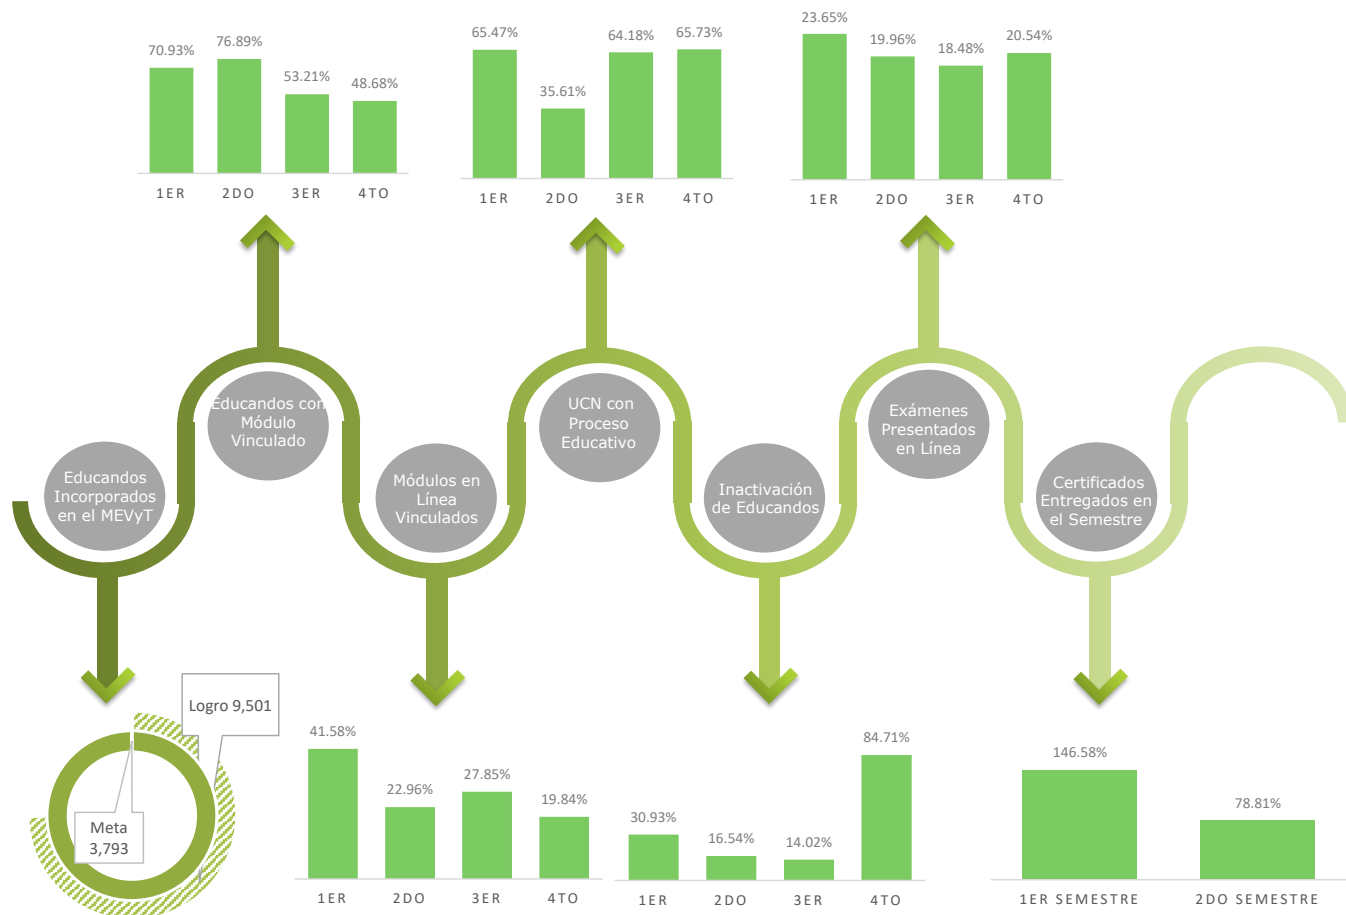 70.93%
76.89%
53.21%
48.68%
1ER
2DO
3ER
4TO
65.47%
35.61%
64.18%
65.73%
1ER
2DO
3ER
4TO
23.65%
19.96%
18.48%
20.54%
1ER
2DO
3ER
4TO
Educandos
Incorporados
en el MEVyT
Educandos con
Módulo
Vinculado
Módulos en
Línea
Vinculados
UCN con
Proceso
Educativo
Inactivación
de Educandos
Exámenes
Presentados
en Línea
Certificados
Entregados en
el Semestre
Logro 9,501
Meta
3,793
41.58%
22.96%
27.85%
19.84%
1ER
2DO
3ER
4TO
30.93%
16.54%
14.02%
84.71%
1ER
2DO
3ER
4TO
146.58%
78.81%
1ER SEMESTRE
2DO SEMESTRE